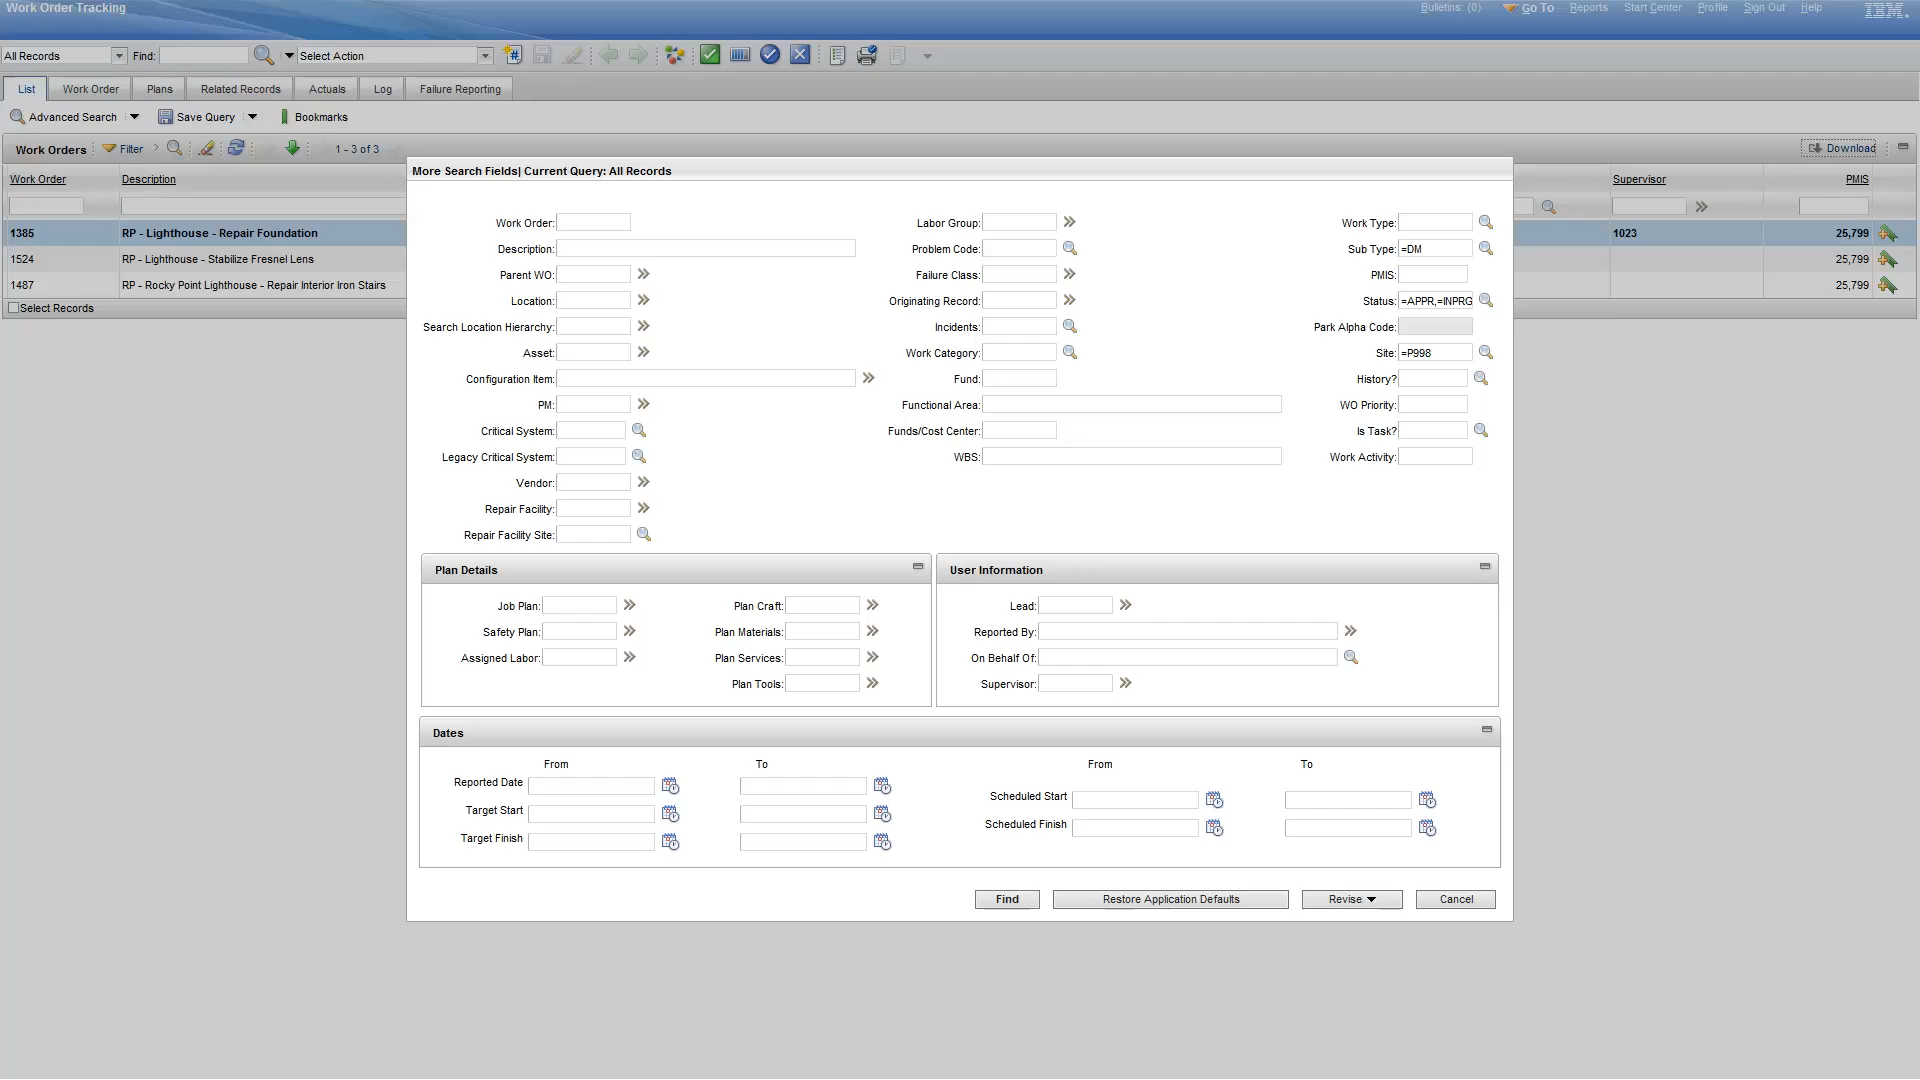 Work Order Tracking
Bulletins: (0) Go To Reports Start Center Profile Sign Out Help IBM.
All Records Find: Select Action
List Work Order Plans Related Records Actuals Log Failure Reporting
Advanced Search Save Query Bookmarks
Work Orders Filter 1 - 3 of 3 Download
Work Order Description Supervisor PMIS
1385 RP - Lighthouse - Repair Foundation 1023 25,799
1524 RP - Lighthouse - Stabilize Fresnel Lens 25,799
1487 RP - Rocky Point Lighthouse - Repair Interior Iron Stairs 25,799
Select Records
More Search Fields| Current Query: All Records
Work Order: Labor Group: Work Type:
Description: Problem Code: Sub Type: =DM
Parent WO: Failure Class: PMIS:
Location: Originating Record: Status: =APPR,=INPRG
Search Location Hierarchy: Incidents: Park Alpha Code:
Asset: Work Category: Site: =P998
Configuration Item: Fund: History?
PM: Functional Area: WO Priority:
Critical System: Funds/Cost Center: Is Task?
Legacy Critical System: WBS: Work Activity:
Vendor:
Repair Facility:
Repair Facility Site:
Plan Details
Job Plan: Plan Craft:
Safety Plan: Plan Materials:
Assigned Labor: Plan Services:
Plan Tools:
User Information
Lead:
Reported By:
On Behalf Of:
Supervisor:
Dates
From To From To
Reported Date
Target Start
Target Finish
Scheduled Start
Scheduled Finish
Find Restore Application Defaults Revise Cancel